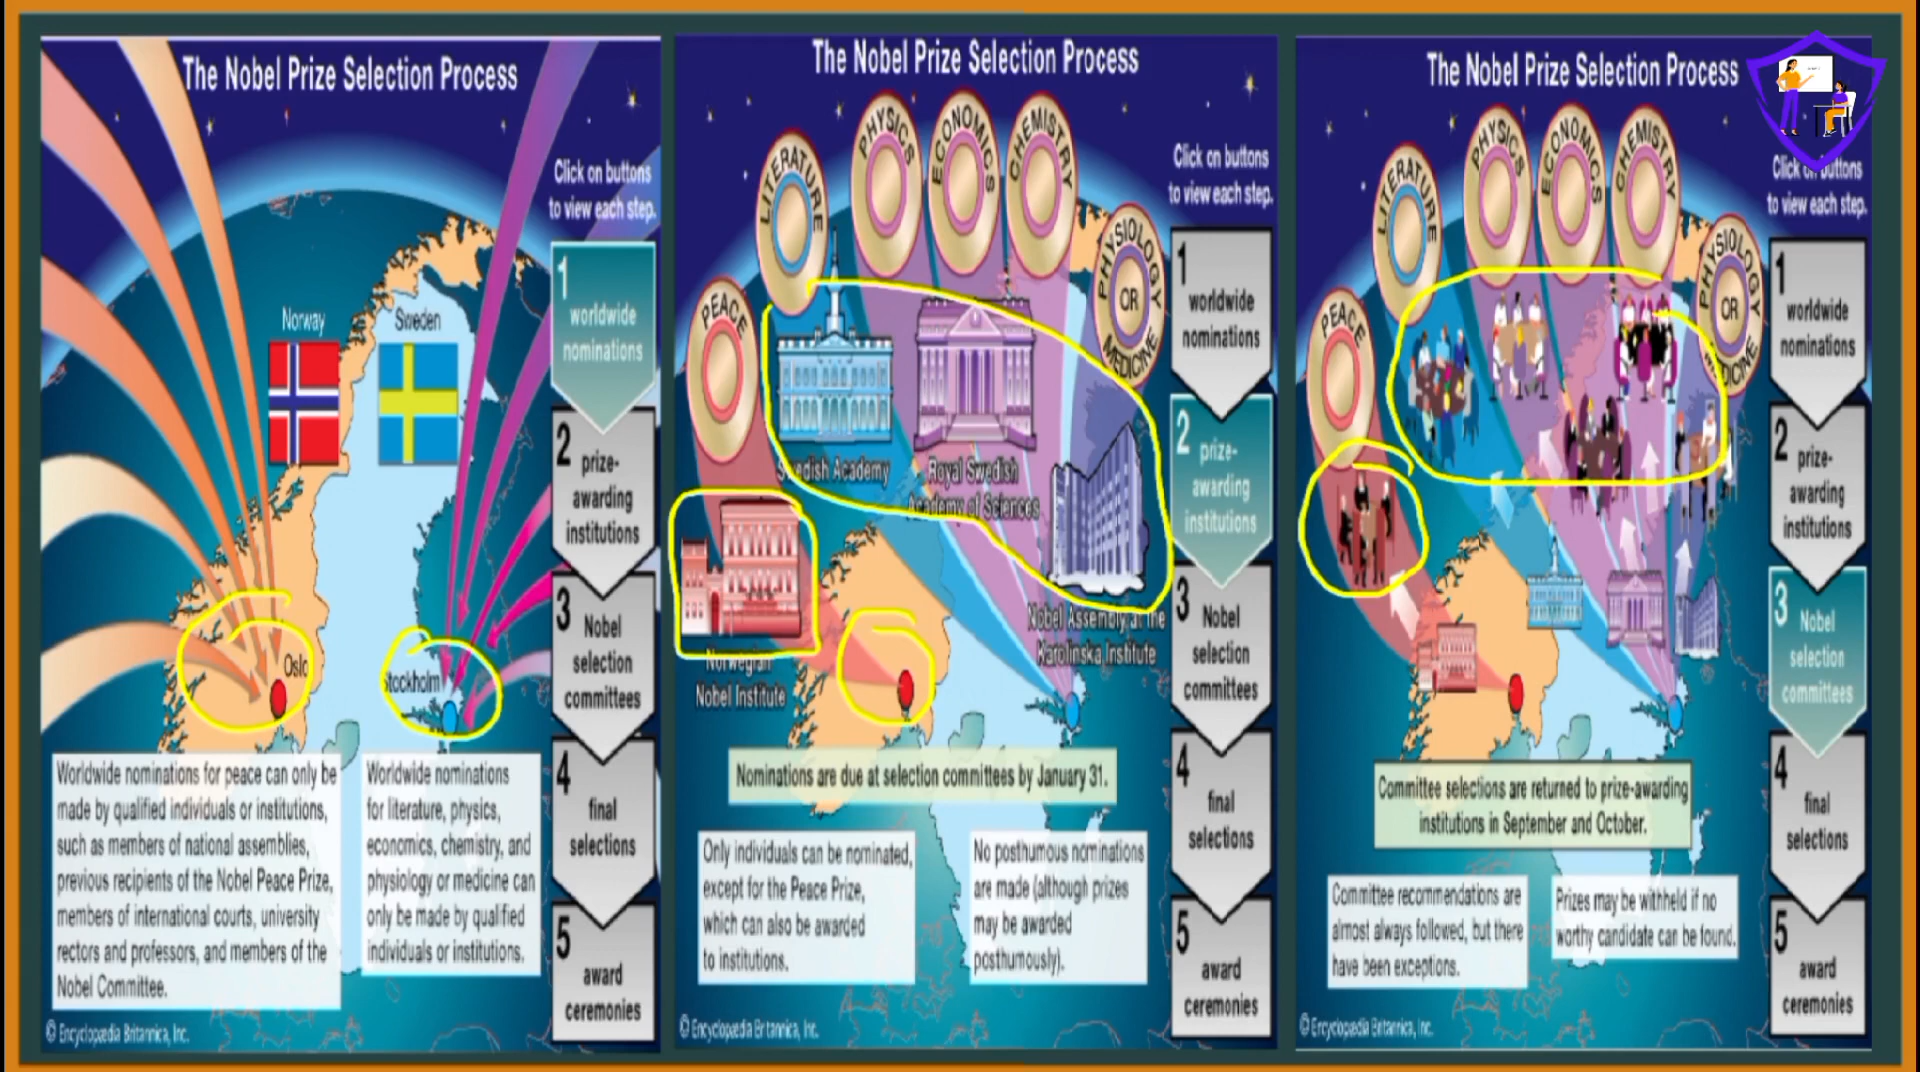 The Nobel Prize Selection Process
Click on buttons
to view each step.
Norway
Sweden
Oslo
Stockholm
1
worldwide
nominations
2
prize-
awarding
institutions
3
Nobel
selection
committees
4
final
selections
5
award
ceremonies
Worldwide nominations for peace can only be
made by qualified individuals or institutions,
such as members of national assemblies,
previous recipients of the Nobel Peace Prize,
members of international courts, university
rectors and professors, and members of the
Nobel Committee.
Worldwide nominations
for literature, physics,
economics, chemistry, and
physiology or medicine can
only be made by qualified
individuals or institutions.
© Encyclopædia Britannica, Inc.
The Nobel Prize Selection Process
PEACE
LITERATURE
PHYSICS
ECONOMICS
CHEMISTRY
PHYSIOLOGY
OR
MEDICINE
Click on buttons
to view each step.
Swedish Academy
Royal Swedish
Academy of Sciences
Nobel Assembly at the
Karolinska Institute
Norwegian
Nobel Institute
1
worldwide
nominations
2
prize-
awarding
institutions
3
Nobel
selection
committees
4
final
selections
5
award
ceremonies
Nominations are due at selection committees by January 31.
Only individuals can be nominated,
except for the Peace Prize,
which can also be awarded
to institutions.
No posthumous nominations
are made (although prizes
may be awarded
posthumously).
© Encyclopædia Britannica, Inc.
The Nobel Prize Selection Process
PEACE
LITERATURE
PHYSICS
ECONOMICS
CHEMISTRY
PHYSIOLOGY
OR
MEDICINE
Click on buttons
to view each step.
1
worldwide
nominations
2
prize-
awarding
institutions
3
Nobel
selection
committees
4
final
selections
5
award
ceremonies
Committee selections are returned to prize-awarding
institutions in September and October.
Committee recommendations are
almost always followed, but there
have been exceptions.
Prizes may be withheld if no
worthy candidate can be found.
© Encyclopædia Britannica, Inc.